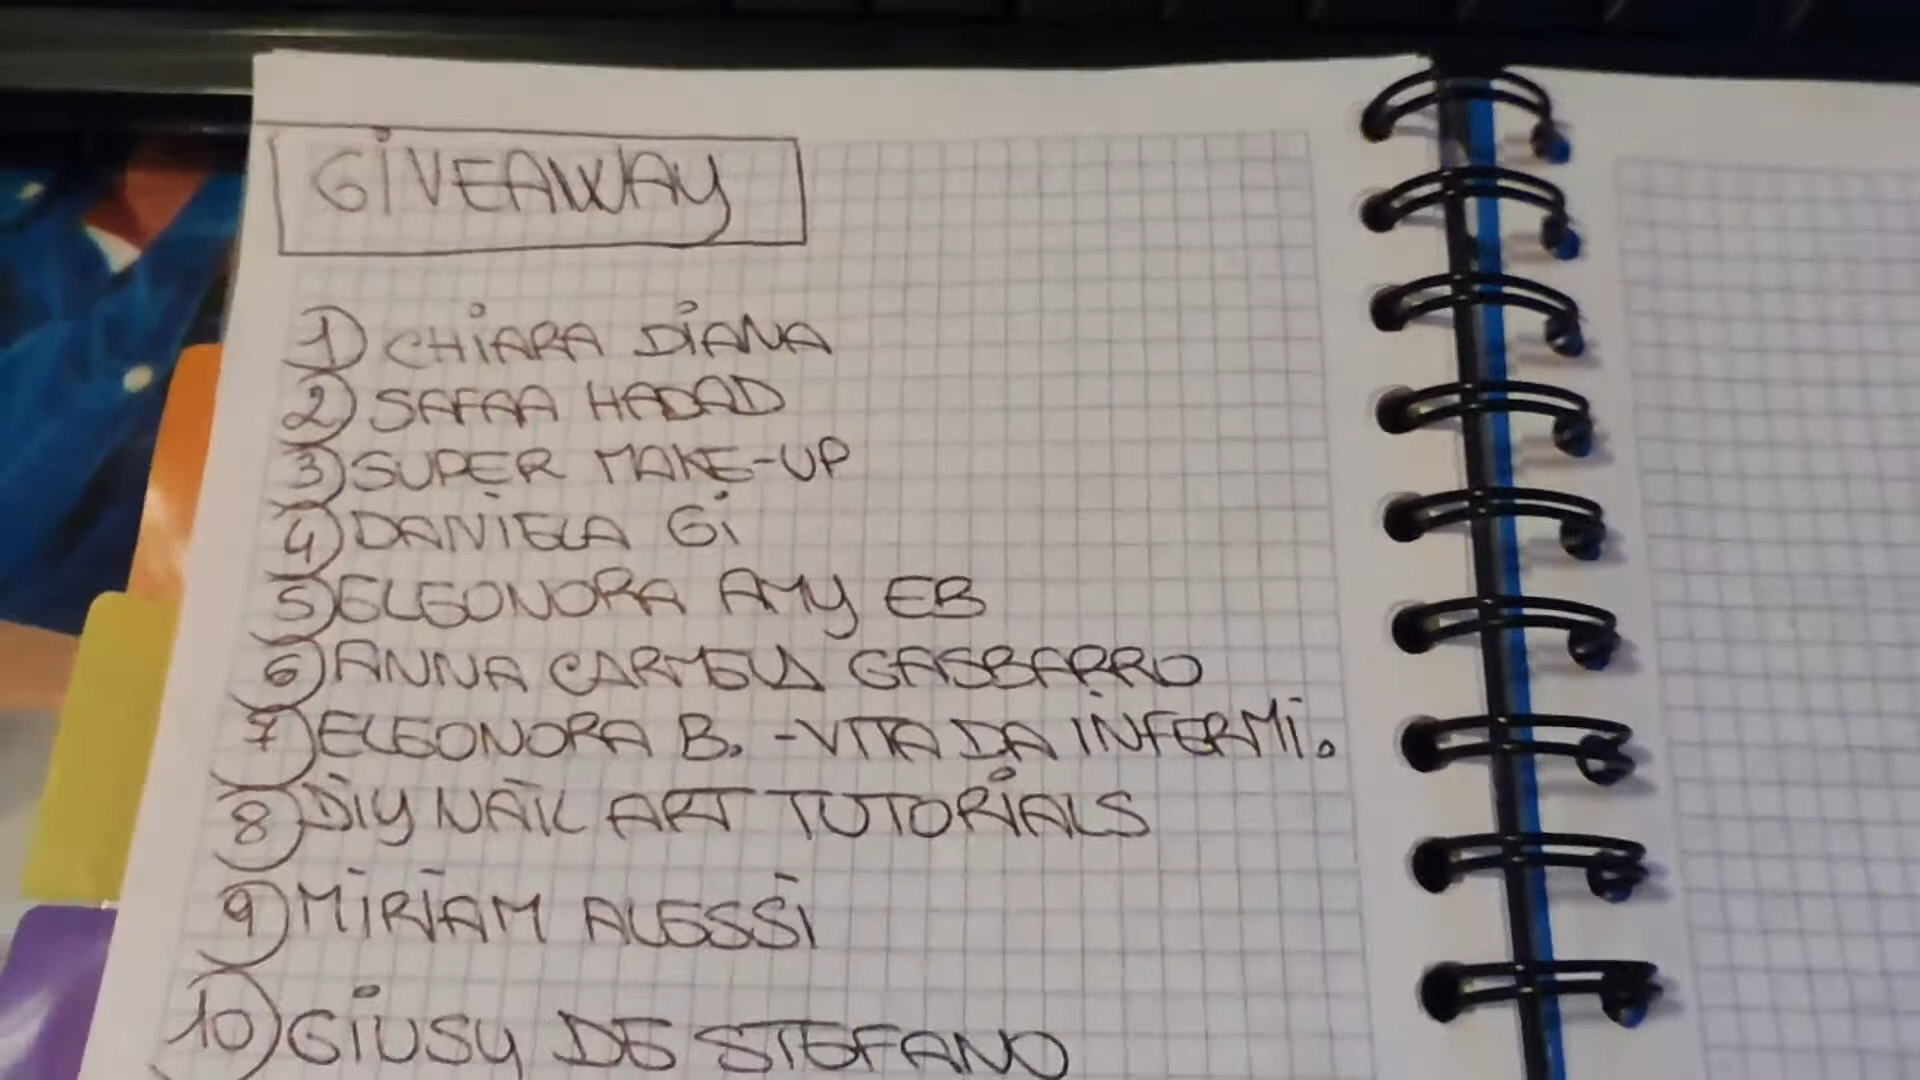 GIVEAWAY
1) CHIARA DIANA
2) SAFAA HADAD
3) SUPER MAKE-UP
4) DANIELA GI
5) ELEONORA AMY EB
6) ANNA CARMELA GASBARRO
7) ELEONORA B. - VITA DA INFERMI.
8) DIY NAIL ART TUTORIALS
9) MIRIAM ALESSI
10) GIUSY DE STEFANO